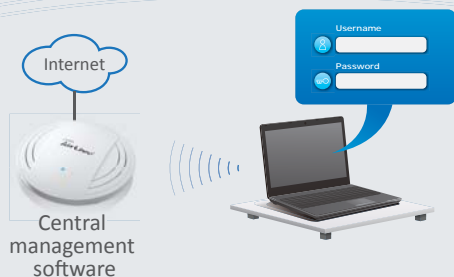 Internet
Username
Password
Central
management
software